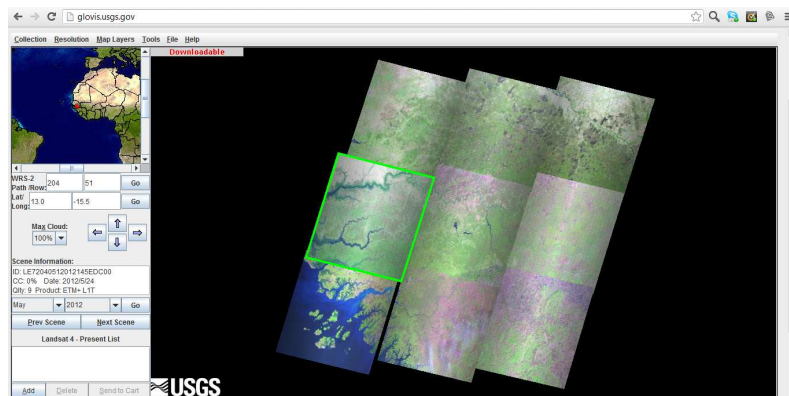 glovis.usgs.gov
Collection Resolution Map Layers Tools File Help
Downloadable
WRS-2
Path /Row: 204 51 Go
Lat/
Long: 13.0 -15.5 Go
Max Cloud:
100%
Scene Information:
ID: LE72040512012145EDC00
CC: 0% Date: 2012/5/24
Qlty: 9 Product: ETM+ L1T
May 2012 Go
Prev Scene Next Scene
Landsat 4 - Present List
Add Delete Send to Cart
USGS